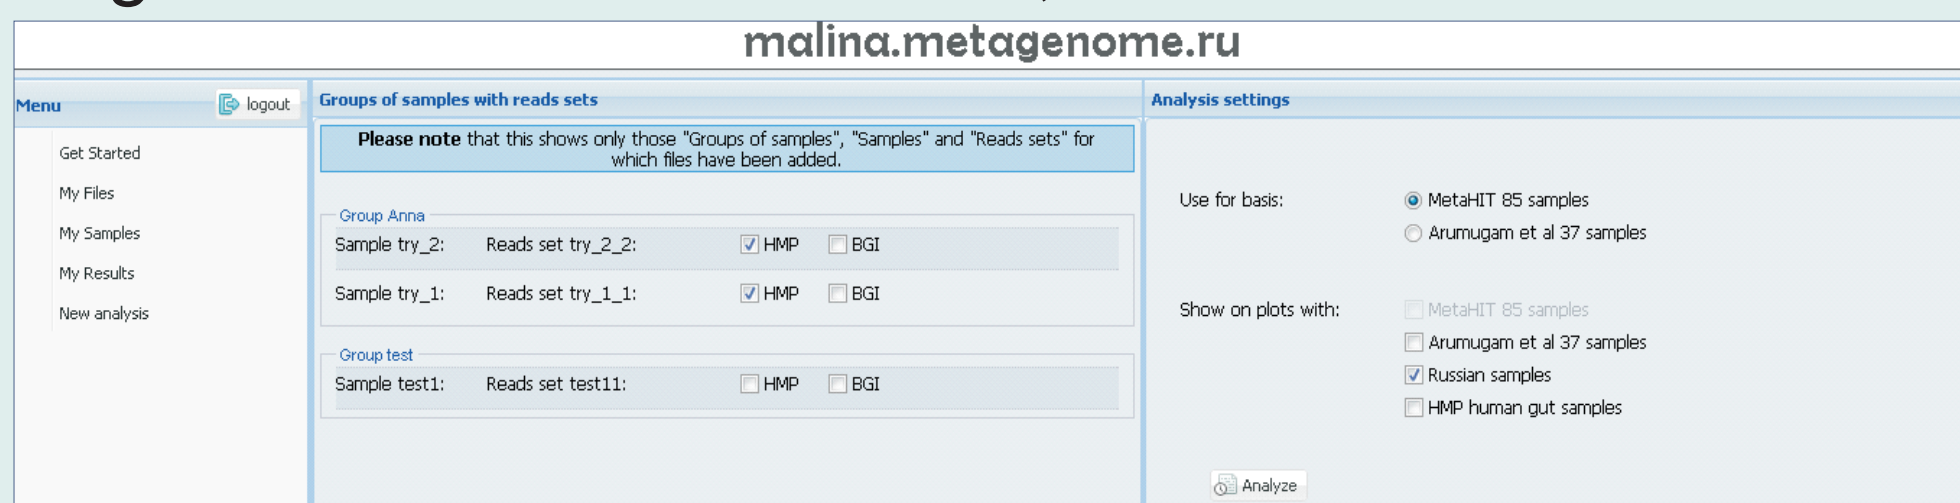 malina.metagenome.ru
Menu
logout
Get Started
My Files
My Samples
My Results
New analysis
Groups of samples with reads sets
Please note that this shows only those "Groups of samples", "Samples" and "Reads sets" for
which files have been added.
Group Anna
Sample try_2: Reads set try_2_2: HMP BGI
Sample try_1: Reads set try_1_1: HMP BGI
Group test
Sample test1: Reads set test11: HMP BGI
Analysis settings
Use for basis: MetaHIT 85 samples
Arumugam et al 37 samples
Show on plots with: MetaHIT 85 samples
Arumugam et al 37 samples
Russian samples
HMP human gut samples
Analyze